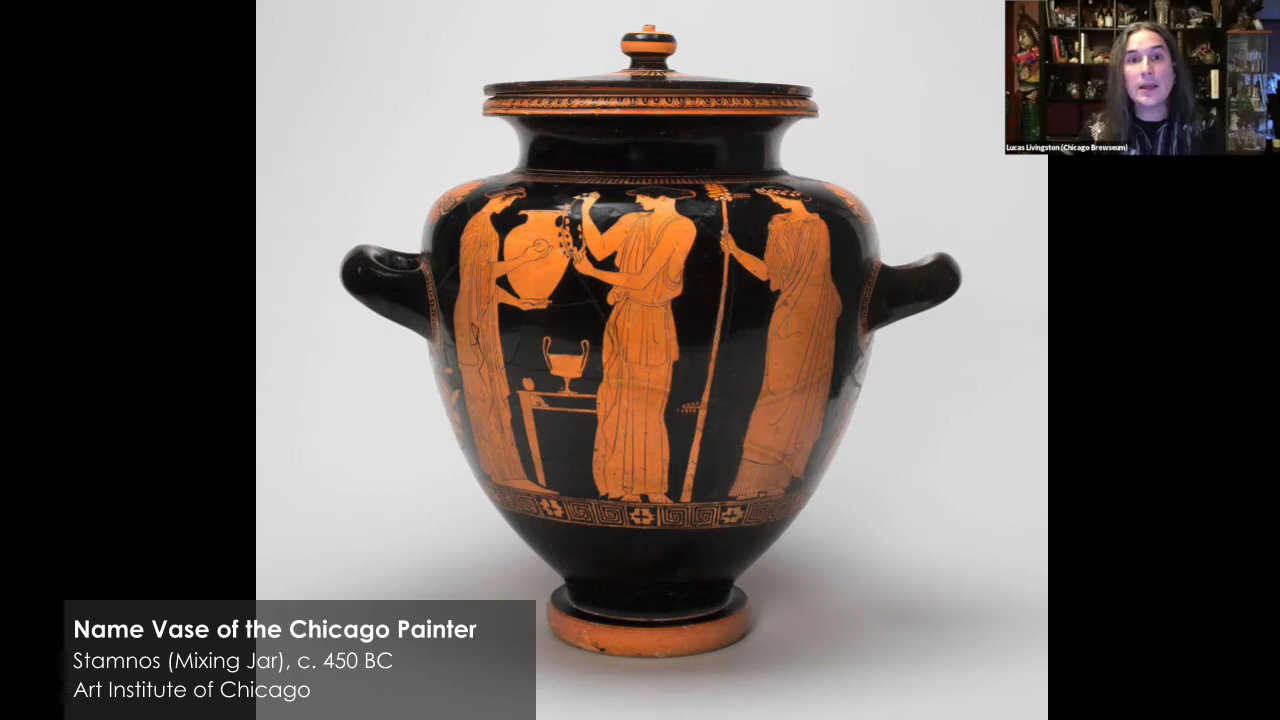 Lucas Livingston (Chicago Brewseum)
Name Vase of the Chicago Painter
Stamnos (Mixing Jar), c. 450 BC
Art Institute of Chicago